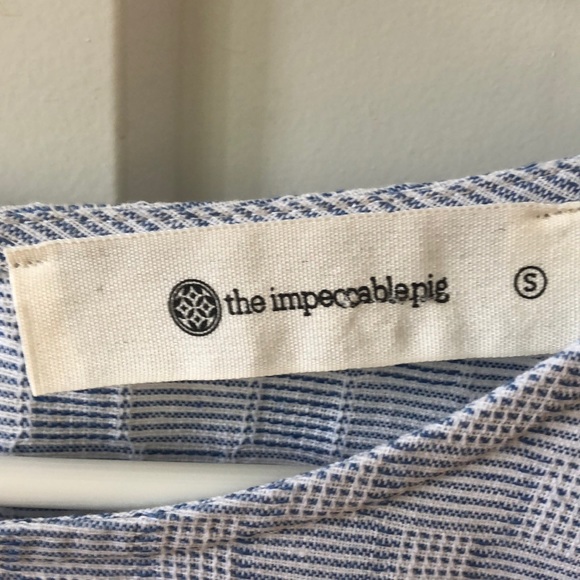 the impeccable.pig
S